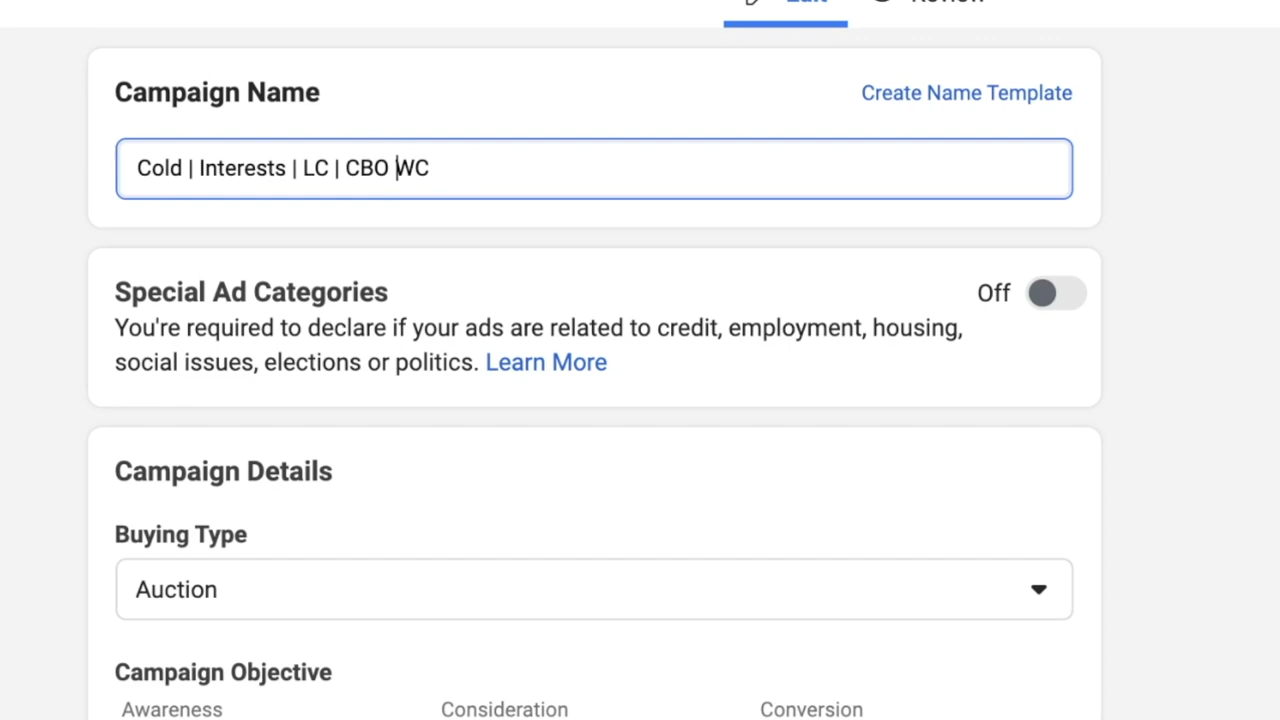 Edit Review
Campaign Name Create Name Template
Cold | Interests | LC | CBO WC
Special Ad Categories Off
You're required to declare if your ads are related to credit, employment, housing,
social issues, elections or politics. Learn More
Campaign Details
Buying Type
Auction
Campaign Objective
Awareness Consideration Conversion